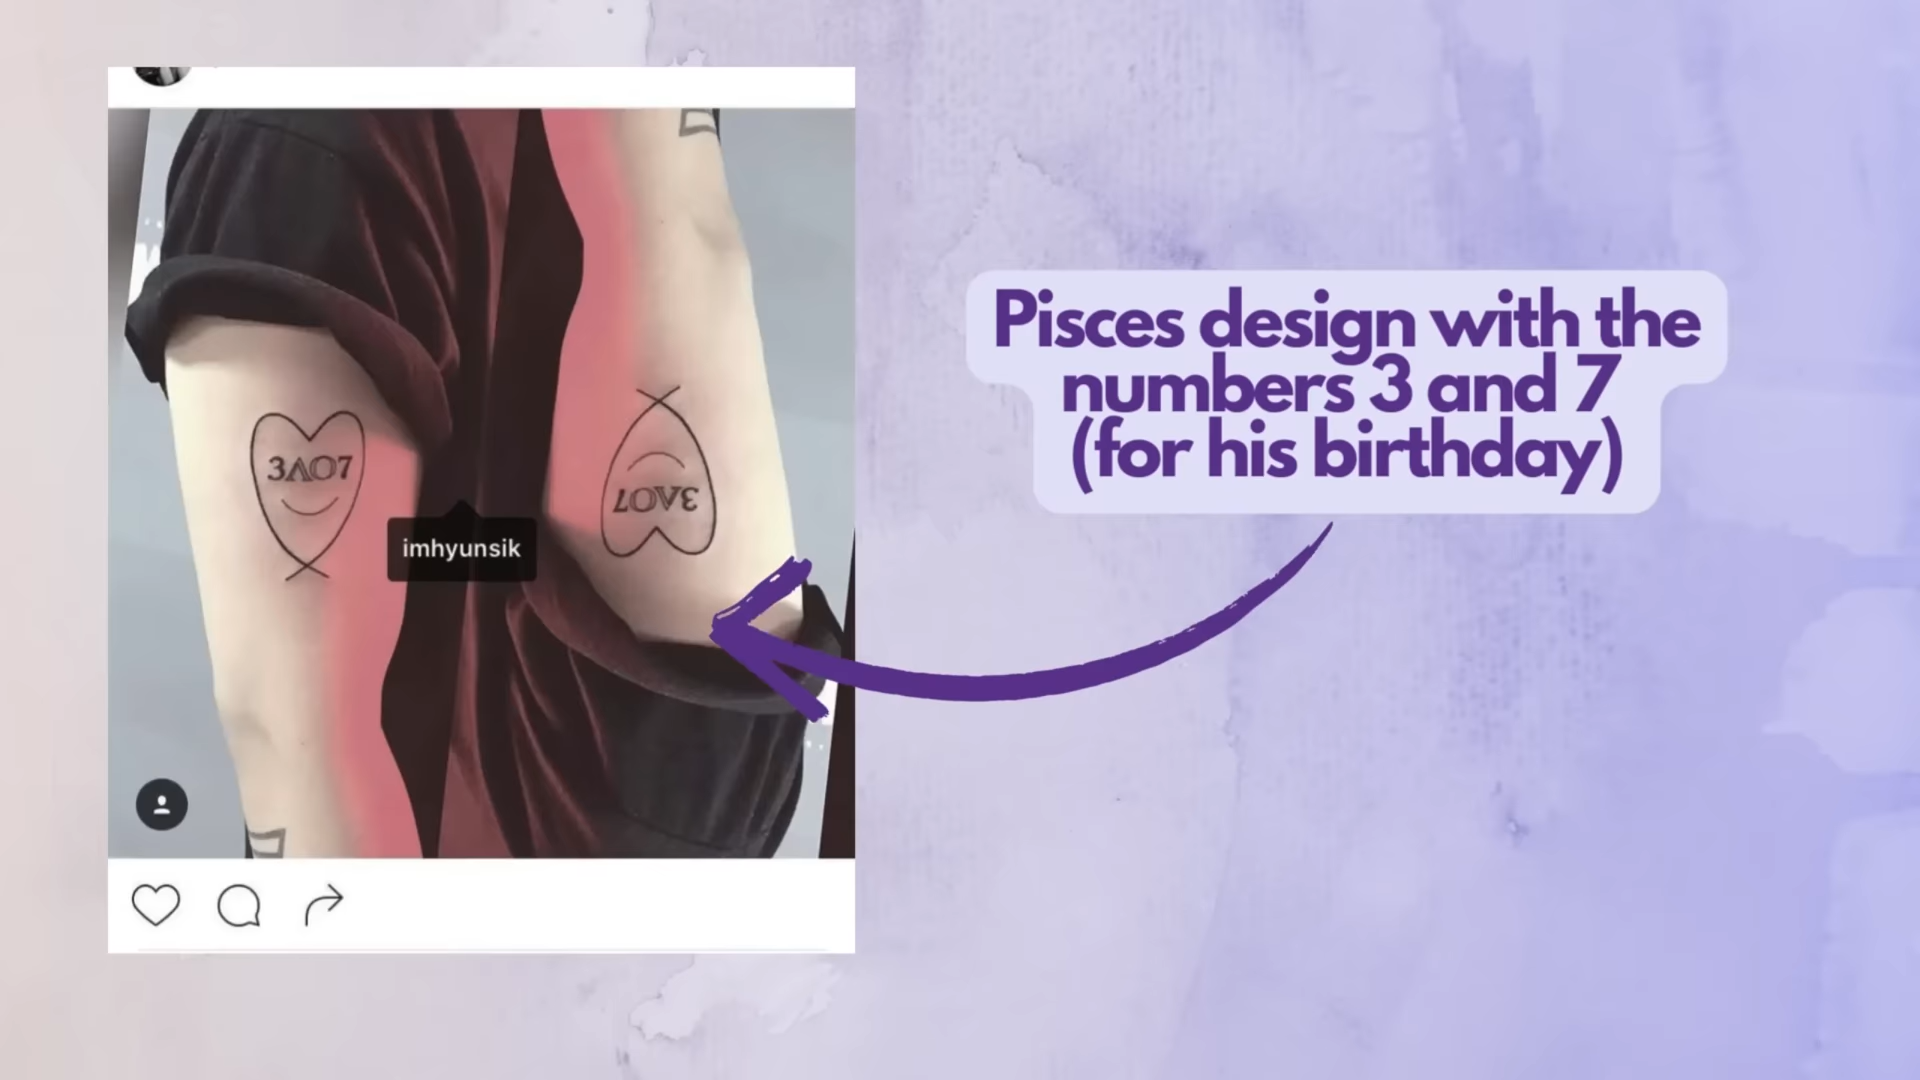 3ΛO7
LOVE
imhyunsik
Pisces design with the
numbers 3 and 7
(for his birthday)